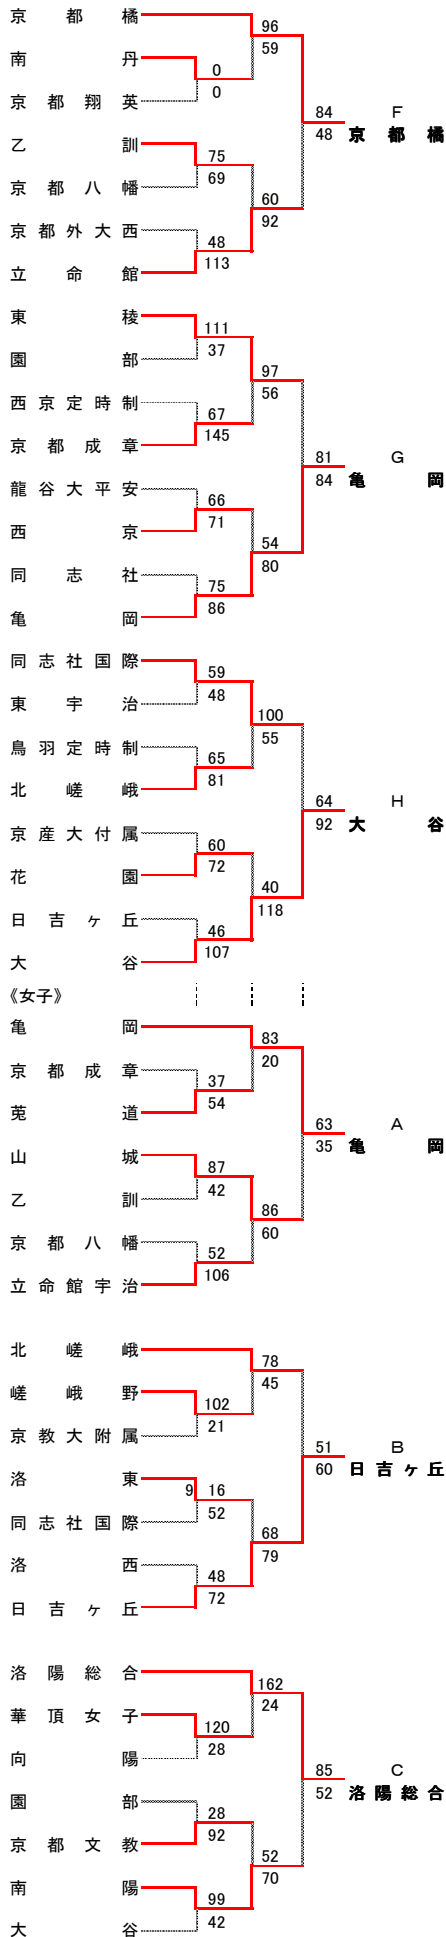 京都橘
96
59
南丹
0
0
京都翔英
84
48
F
京都橘
乙訓
75
69
京都八幡
60
92
京都外大西
48
113
立命館
東稜
111
37
園部
97
56
西京定時制
67
145
京都成章
81
84
G
亀岡
龍谷大平安
66
71
西京
54
80
同志社
75
86
亀岡
同志社国際
59
48
東宇治
100
55
鳥羽定時制
65
81
北嵯峨
64
92
H
大谷
京産大付属
60
72
花園
40
118
日吉ヶ丘
46
107
大谷
《女子》
亀岡
83
20
京都成章
37
54
莵道
63
35
A
亀岡
山城
87
42
乙訓
86
60
京都八幡
52
106
立命館宇治
北嵯峨
78
45
嵯峨野
102
21
京教大附属
51
60
B
日吉ヶ丘
洛東
9 16
52
同志社国際
68
79
洛西
48
72
日吉ヶ丘
洛陽総合
162
24
華頂女子
120
28
向陽
85
52
C
洛陽総合
園部
28
92
京都文教
52
70
南陽
99
42
大谷